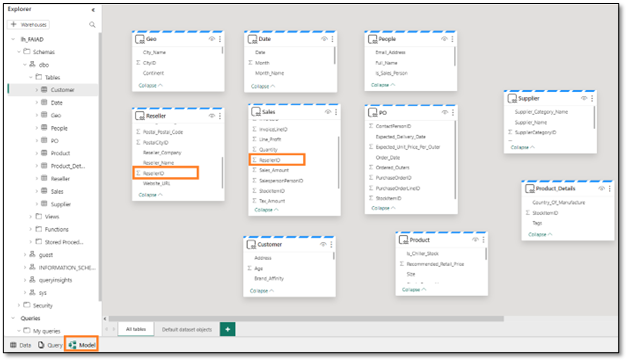 Explorer
+ Warehouses
lh_FAIAD
Schemas
dbo
Tables
Customer
Date
Geo
People
PO
Product
Product_Det...
Reseller
Sales
Supplier
Views
Functions
Stored Proced...
guest
INFORMATION_SCHE...
queryinsights
sys
Security
Queries
My queries
Data
Query
Model
Geo
City_Name
CityID
Continent
Collapse
Date
Date
Month
Month_Name
Collapse
People
Email_Address
Full_Name
Is_Sales_Person
Collapse
Reseller
Postal_Postal_Code
PostalCityID
Reseller_Company
Reseller_Name
ResellerID
Website_URL
Collapse
Sales
InvoiceLineID
Line_Profit
Quantity
ResellerID
Sales_Amount
SalespersonPersonID
StockItemID
Tax_Amount
Collapse
PO
ContactPersonID
Expected_Delivery_Date
Expected_Unit_Price_Per_Outer
Order_Date
Ordered_Outers
PurchaseOrderID
PurchaseOrderLineID
StockItemID
Collapse
Supplier
Supplier_Category_Name
Supplier_Name
SupplierCategoryID
Collapse
Product_Details
Country_Of_Manufacture
StockItemID
Tags
Collapse
Customer
Address
Age
Brand_Affinity
Collapse
Product
Is_Chiller_Stock
Recommended_Retail_Price
Size
Collapse
All tables
Default dataset objects
+